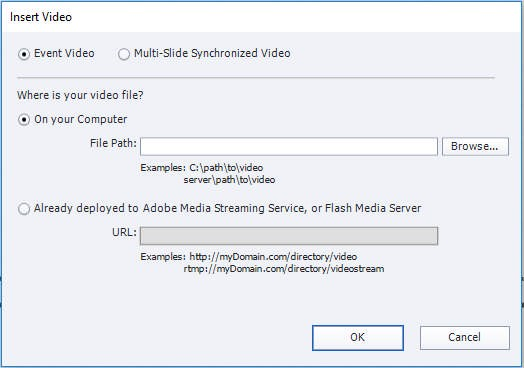 Insert Video
Event Video Multi-Slide Synchronized Video
Where is your video file?
On your Computer
File Path: Browse...
Examples: C:\path\to\video
server\path\to\video
Already deployed to Adobe Media Streaming Service, or Flash Media Server
URL:
Examples: http://myDomain.com/directory/video
rtmp://myDomain.com/directory/videostream
OK Cancel